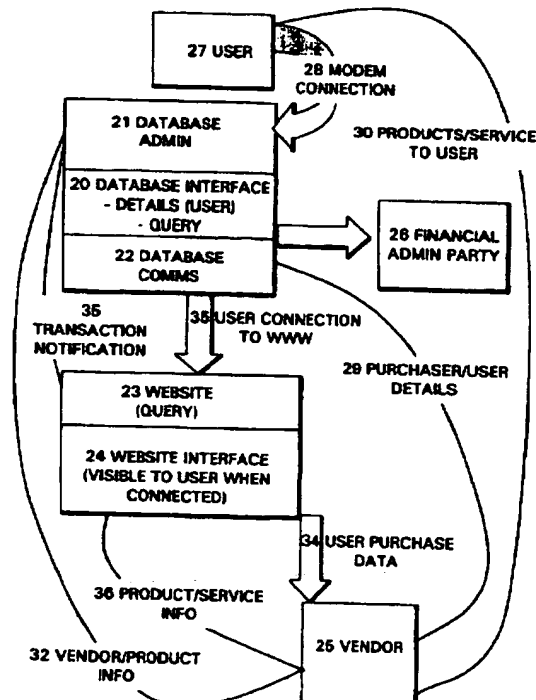 27 USER
28 MODEM
CONNECTION
21 DATABASE
ADMIN
30 PRODUCTS/SERVICE
TO USER
20 DATABASE INTERFACE
- DETAILS (USER)
- QUERY
26 FINANCIAL
ADMIN PARTY
22 DATABASE
COMMS
35
TRANSACTION
NOTIFICATION
35 USER CONNECTION
TO WWW
29 PURCHASER/USER
DETAILS
23 WEBSITE
(QUERY)
24 WEBSITE INTERFACE
(VISIBLE TO USER WHEN
CONNECTED)
34 USER PURCHASE
DATA
36 PRODUCT/SERVICE
INFO
25 VENDOR
32 VENDOR/PRODUCT
INFO